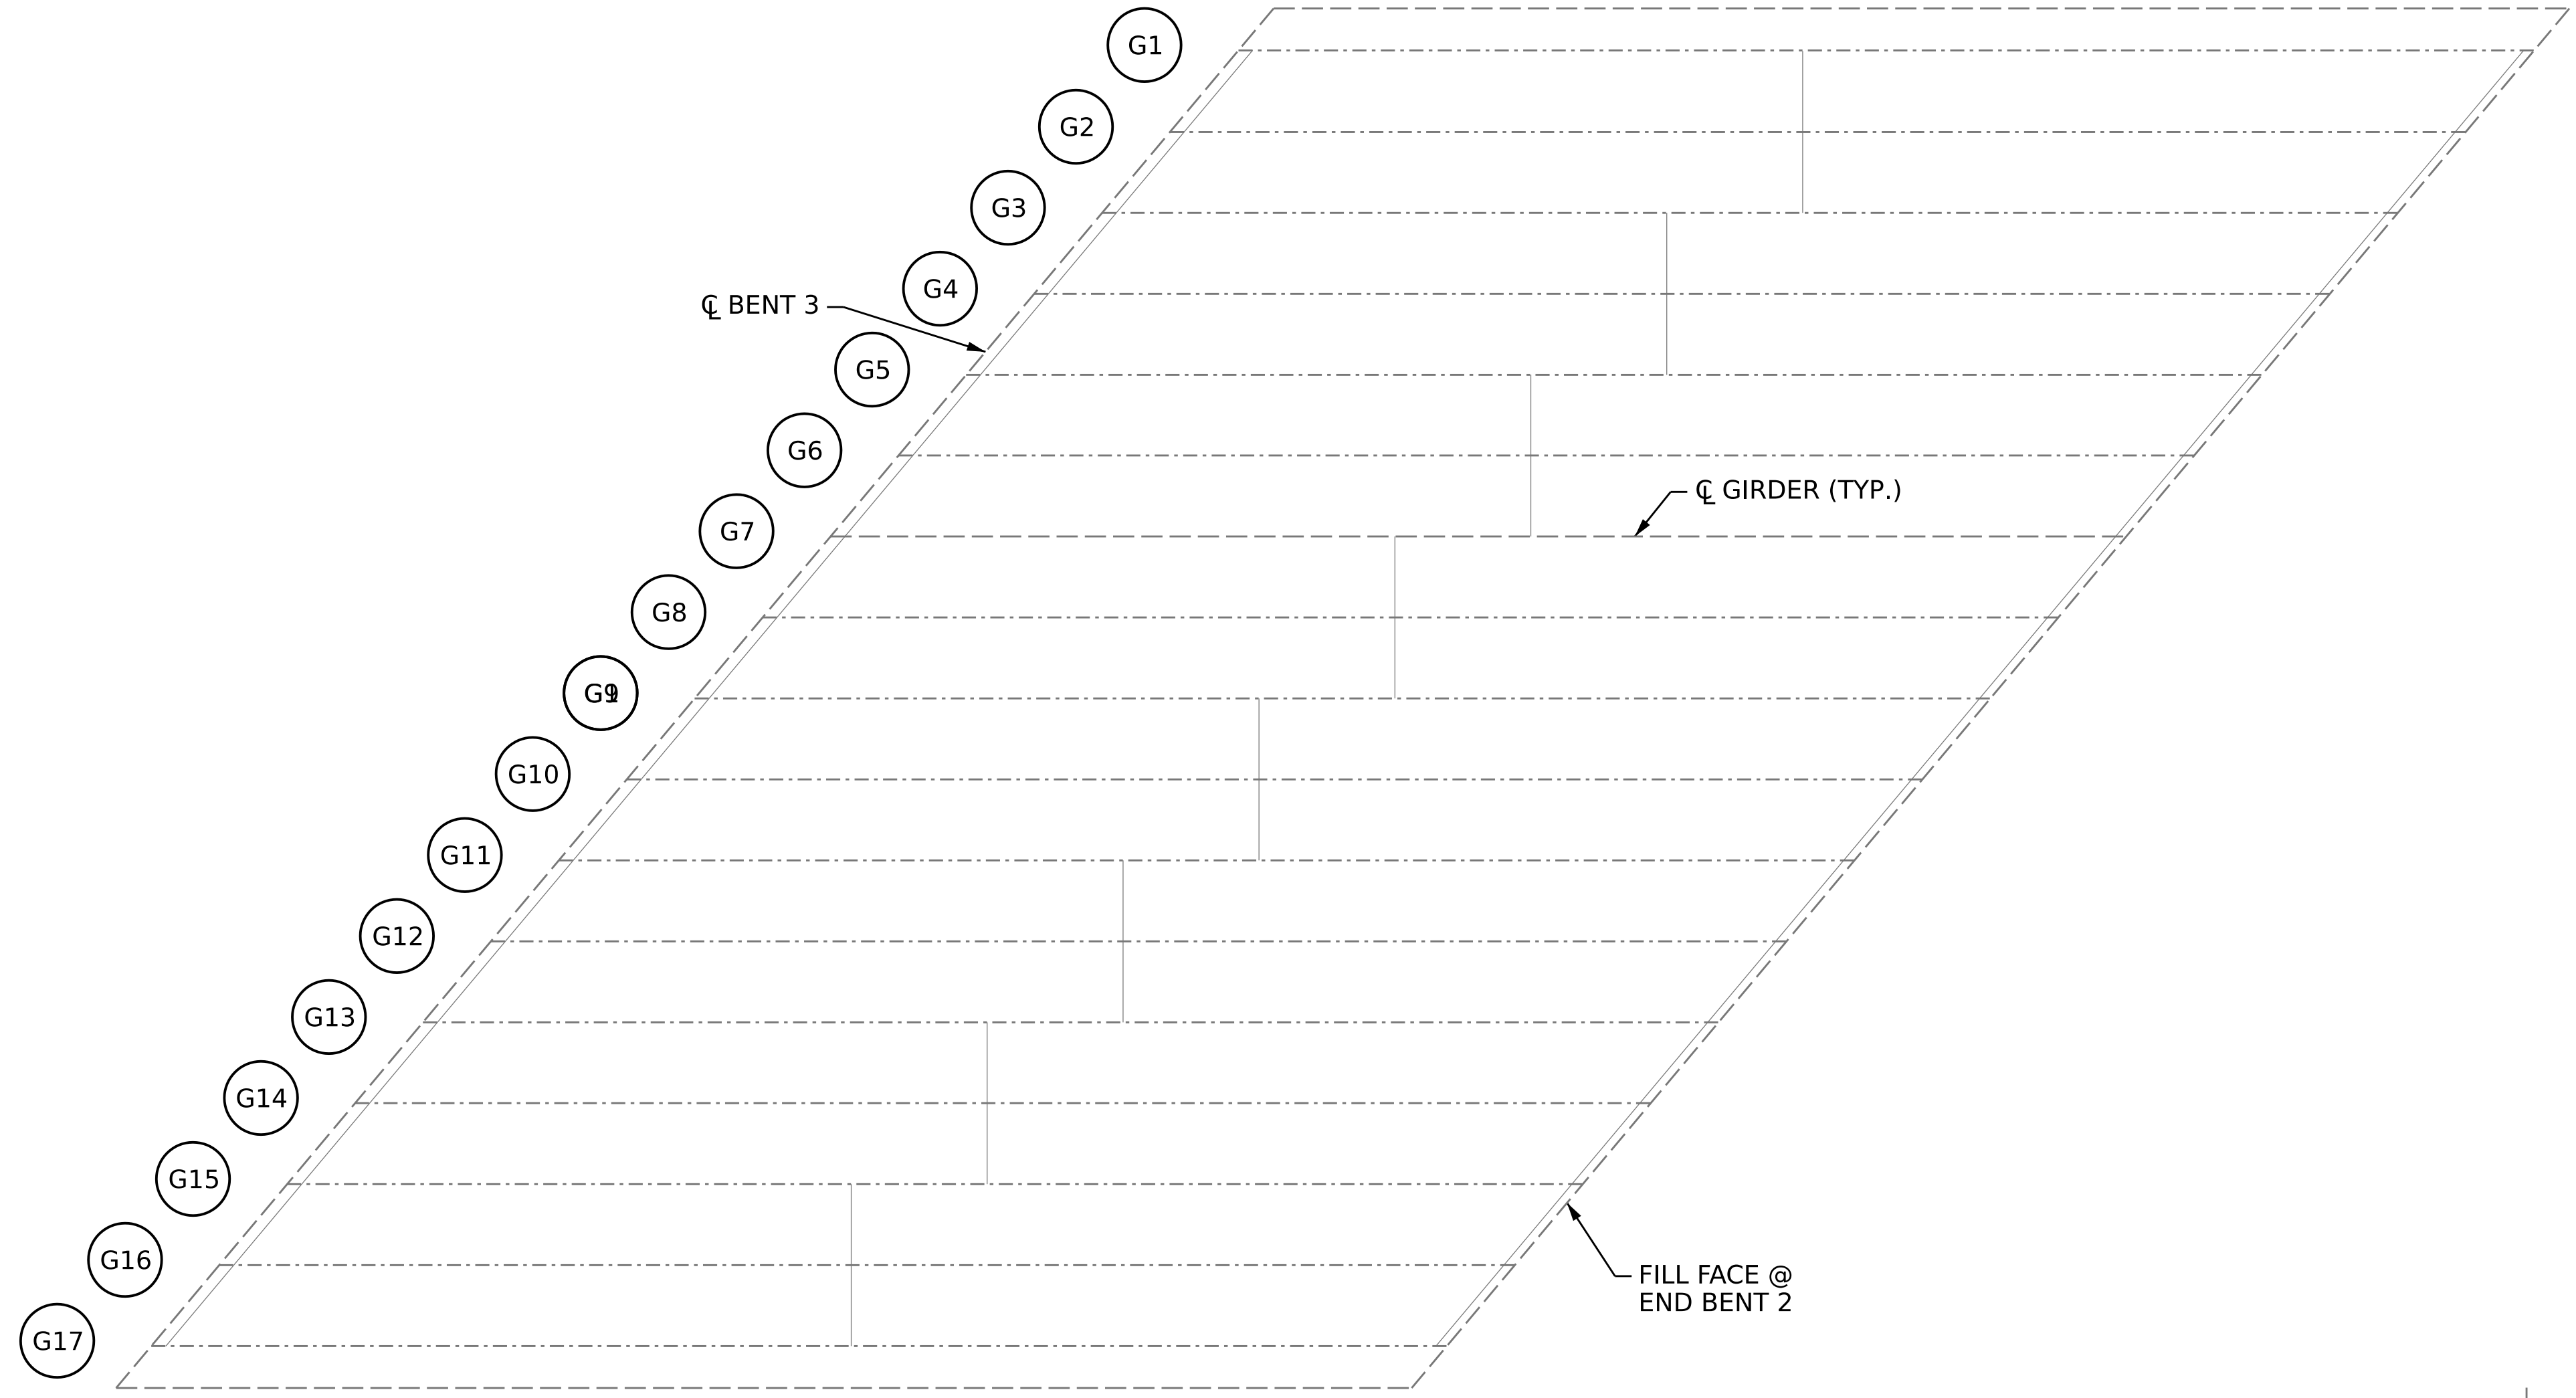 G1
G2
G3
G4
℄ BENT 3
G5
G6
℄ GIRDER (TYP.)
G7
G8
G9
G10
G11
G12
G13
G14
G15
G16
FILL FACE @
END BENT 2
G17